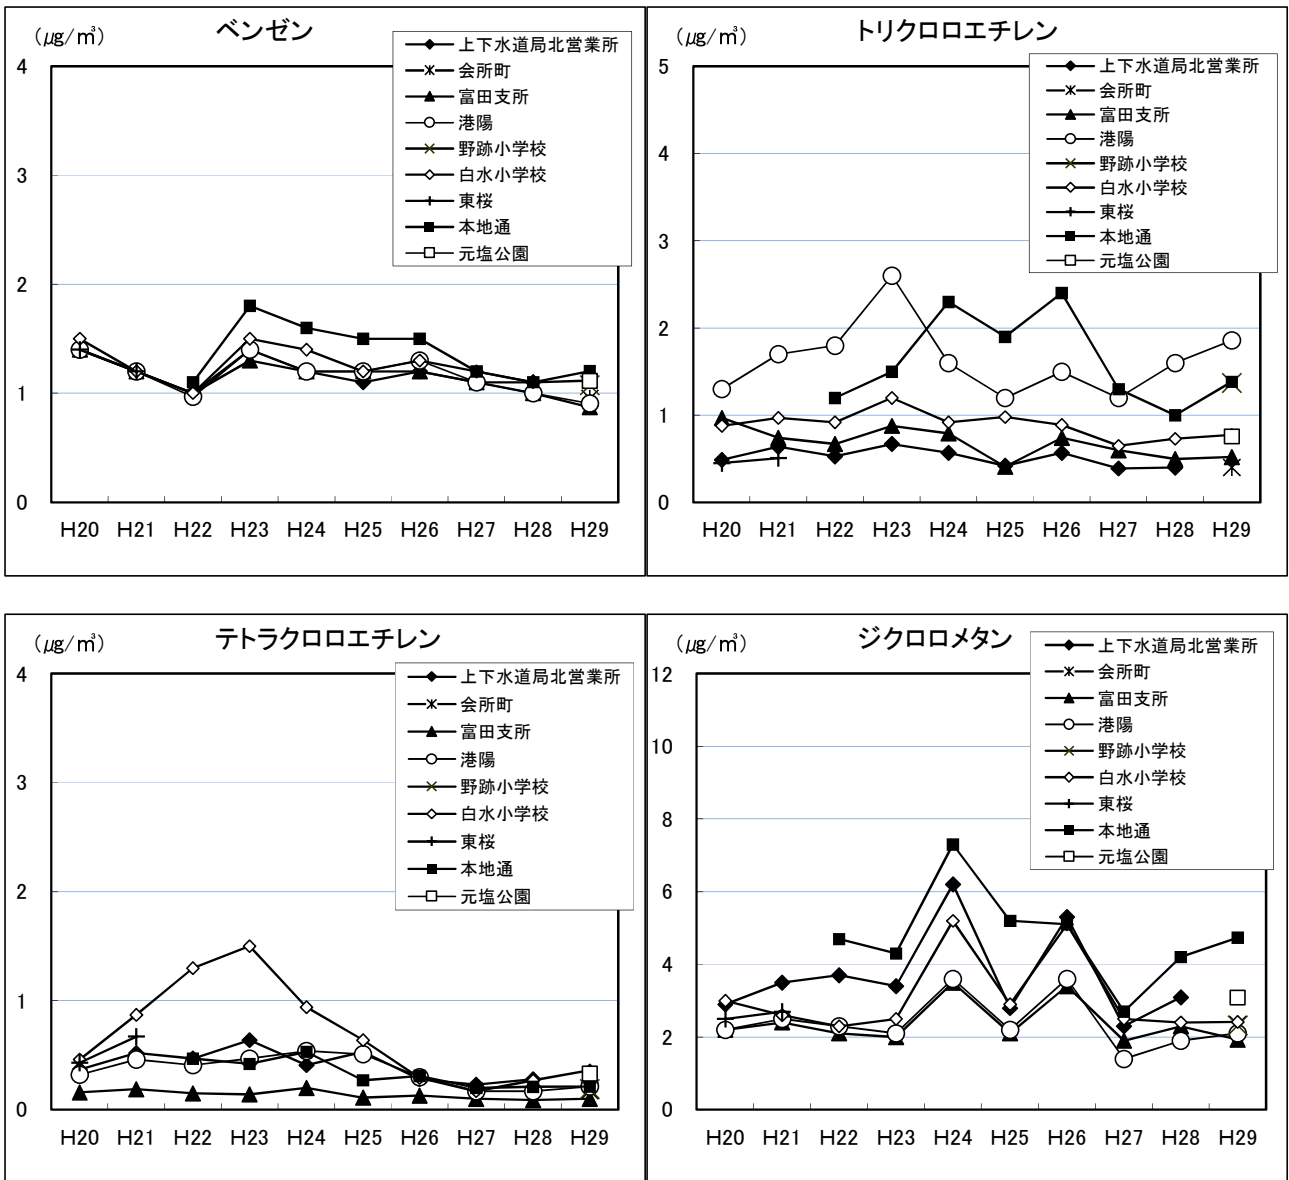 ベンゼン
(μg/㎥)
上下水道局北営業所
会所町
富田支所
港陽
野跡小学校
白水小学校
東桜
本地通
元塩公園
4
3
2
1
0
H20 H21 H22 H23 H24 H25 H26 H27 H28 H29
トリクロロエチレン
(μg/㎥)
上下水道局北営業所
会所町
富田支所
港陽
野跡小学校
白水小学校
東桜
本地通
元塩公園
5
4
3
2
1
0
H20 H21 H22 H23 H24 H25 H26 H27 H28 H29
テトラクロロエチレン
(μg/㎥)
上下水道局北営業所
会所町
富田支所
港陽
野跡小学校
白水小学校
東桜
本地通
元塩公園
4
3
2
1
0
H20 H21 H22 H23 H24 H25 H26 H27 H28 H29
ジクロロメタン
(μg/㎥)
上下水道局北営業所
会所町
富田支所
港陽
野跡小学校
白水小学校
東桜
本地通
元塩公園
12
10
8
6
4
2
0
H20 H21 H22 H23 H24 H25 H26 H27 H28 H29